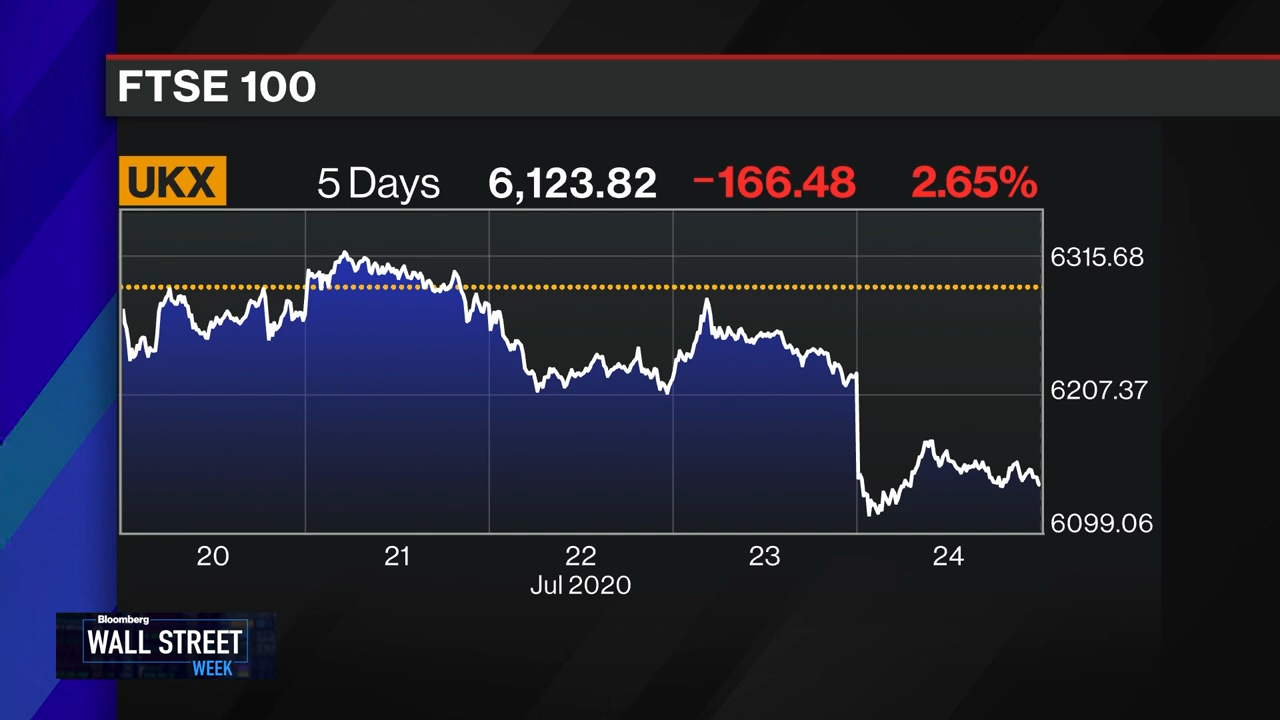 FTSE 100
UKX 5 Days 6,123.82 −166.48 2.65%
6315.68
6207.37
6099.06
20 21 22 23 24
Jul 2020
Bloomberg
WALL STREET
WEEK